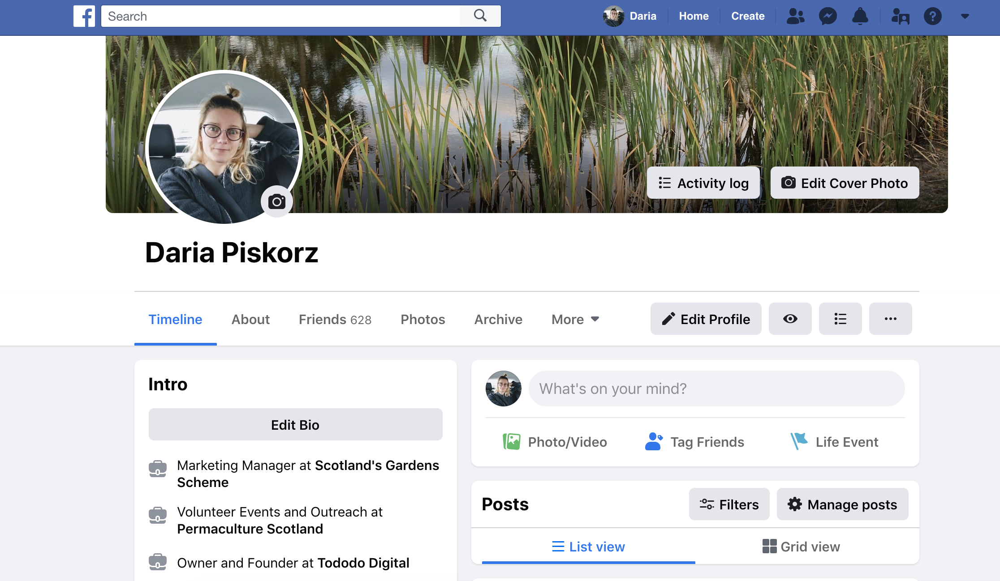 f
Search
Daria
Home
Create
?
Activity log
Edit Cover Photo
Daria Piskorz
Timeline
About
Friends 628
Photos
Archive
More
Edit Profile
Intro
Edit Bio
Marketing Manager at Scotland's Gardens
Scheme
Volunteer Events and Outreach at
Permaculture Scotland
Owner and Founder at Tododo Digital
What's on your mind?
Photo/Video
Tag Friends
Life Event
Posts
Filters
Manage posts
List view
Grid view